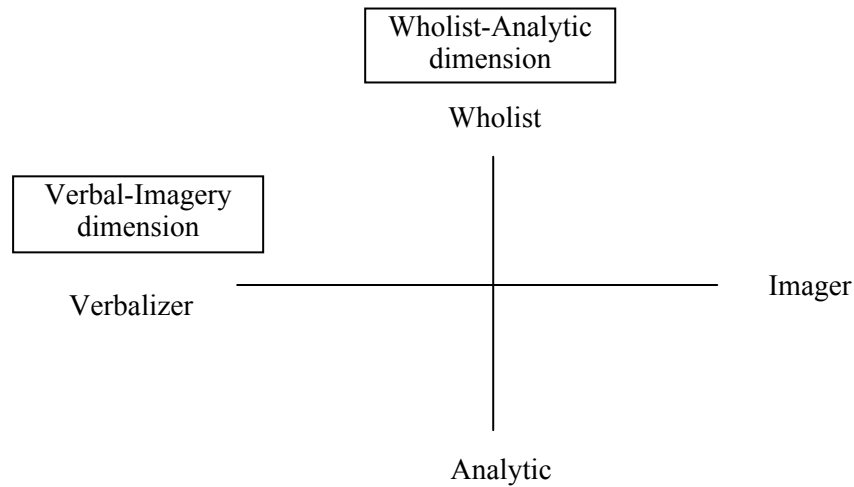 Wholist-Analytic
dimension
Wholist
Verbal-Imagery
dimension
Verbalizer
Imager
Analytic